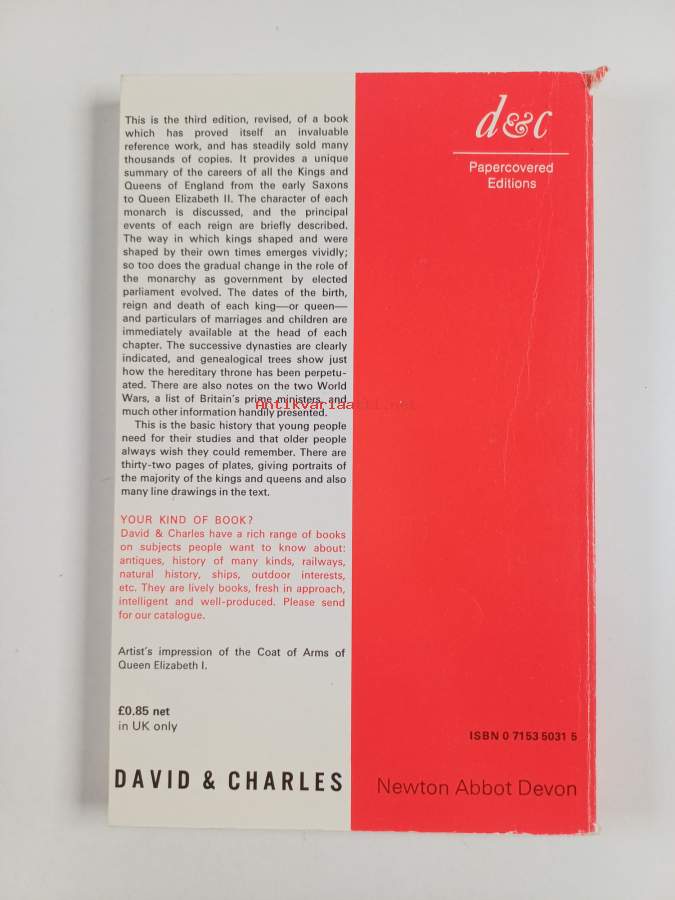 This is the third edition, revised, of a book
which has proved itself an invaluable
reference work, and has steadily sold many
thousands of copies. It provides a unique
summary of the careers of all the Kings and
Queens of England from the early Saxons
to Queen Elizabeth II. The character of each
monarch is discussed, and the principal
events of each reign are briefly described.
The way in which kings shaped and were
shaped by their own times emerges vividly;
so too does the gradual change in the role of
the monarchy as government by elected
parliament evolved. The dates of the birth,
reign and death of each king—or queen—
and particulars of marriages and children are
immediately available at the head of each
chapter. The successive dynasties are clearly
indicated, and genealogical trees show just
how the hereditary throne has been perpetu-
ated. There are also notes on the two World
Wars, a list of Britain's prime ministers, and
much other information handily presented.
This is the basic history that young people
need for their studies and that older people
always wish they could remember. There are
thirty-two pages of plates, giving portraits of
the majority of the kings and queens and also
many line drawings in the text.
YOUR KIND OF BOOK?
David & Charles have a rich range of books
on subjects people want to know about:
antiques, history of many kinds, railways,
natural history, ships, outdoor interests,
etc. They are lively books, fresh in approach,
intelligent and well-produced. Please send
for our catalogue.
Artist's impression of the Coat of Arms of
Queen Elizabeth I.
£0.85 net
in UK only
DAVID & CHARLES
d&c
Papercovered
Editions
ISBN 0 7153 5031 5
Newton Abbot Devon